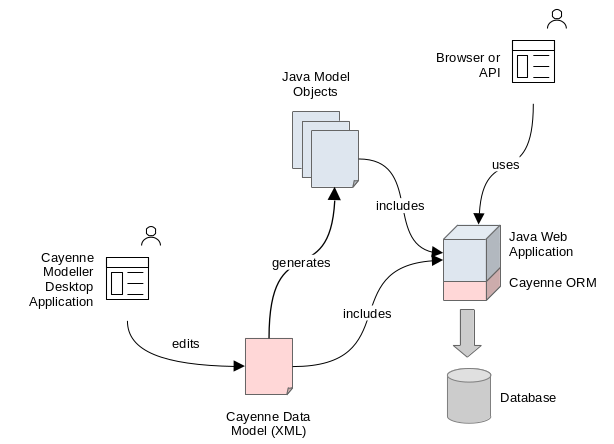 Browser or
API
Java Model
Objects
uses
includes
Java Web
Application
Cayenne ORM
Cayenne
Modeller
Desktop
Application
generates
includes
edits
Database
Cayenne Data
Model (XML)